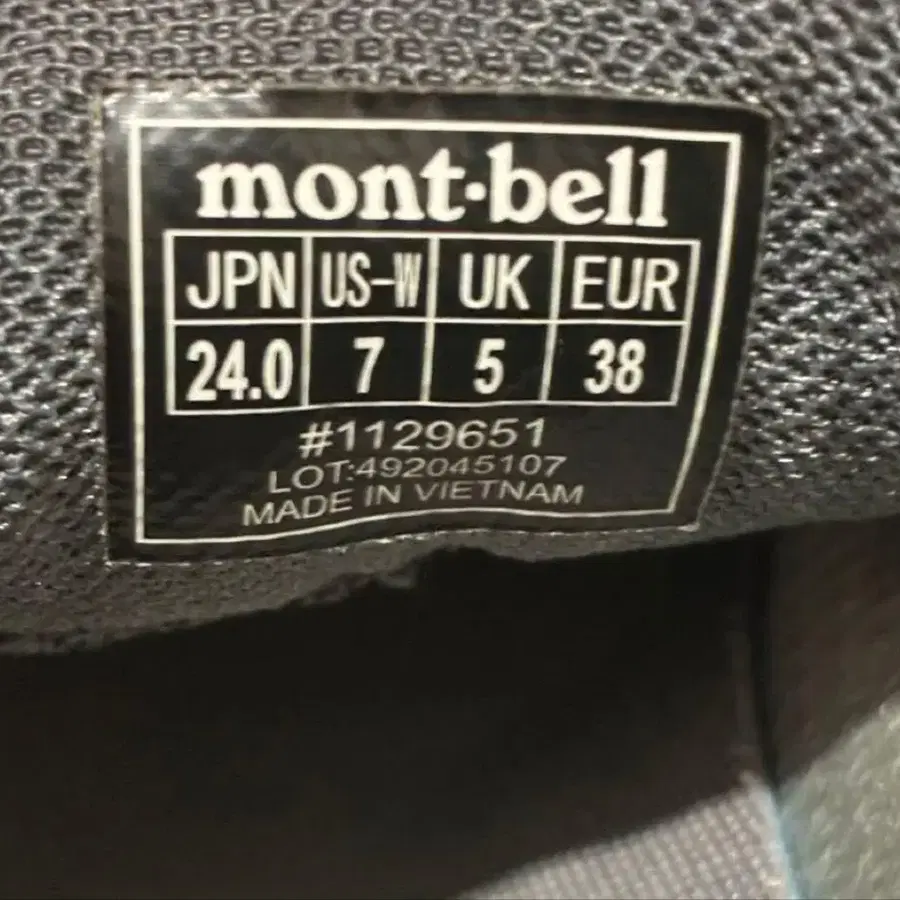 mont-bell
JPN US-W UK EUR
24.0 7 5 38
#1129651
LOT:492045107
MADE IN VIETNAM